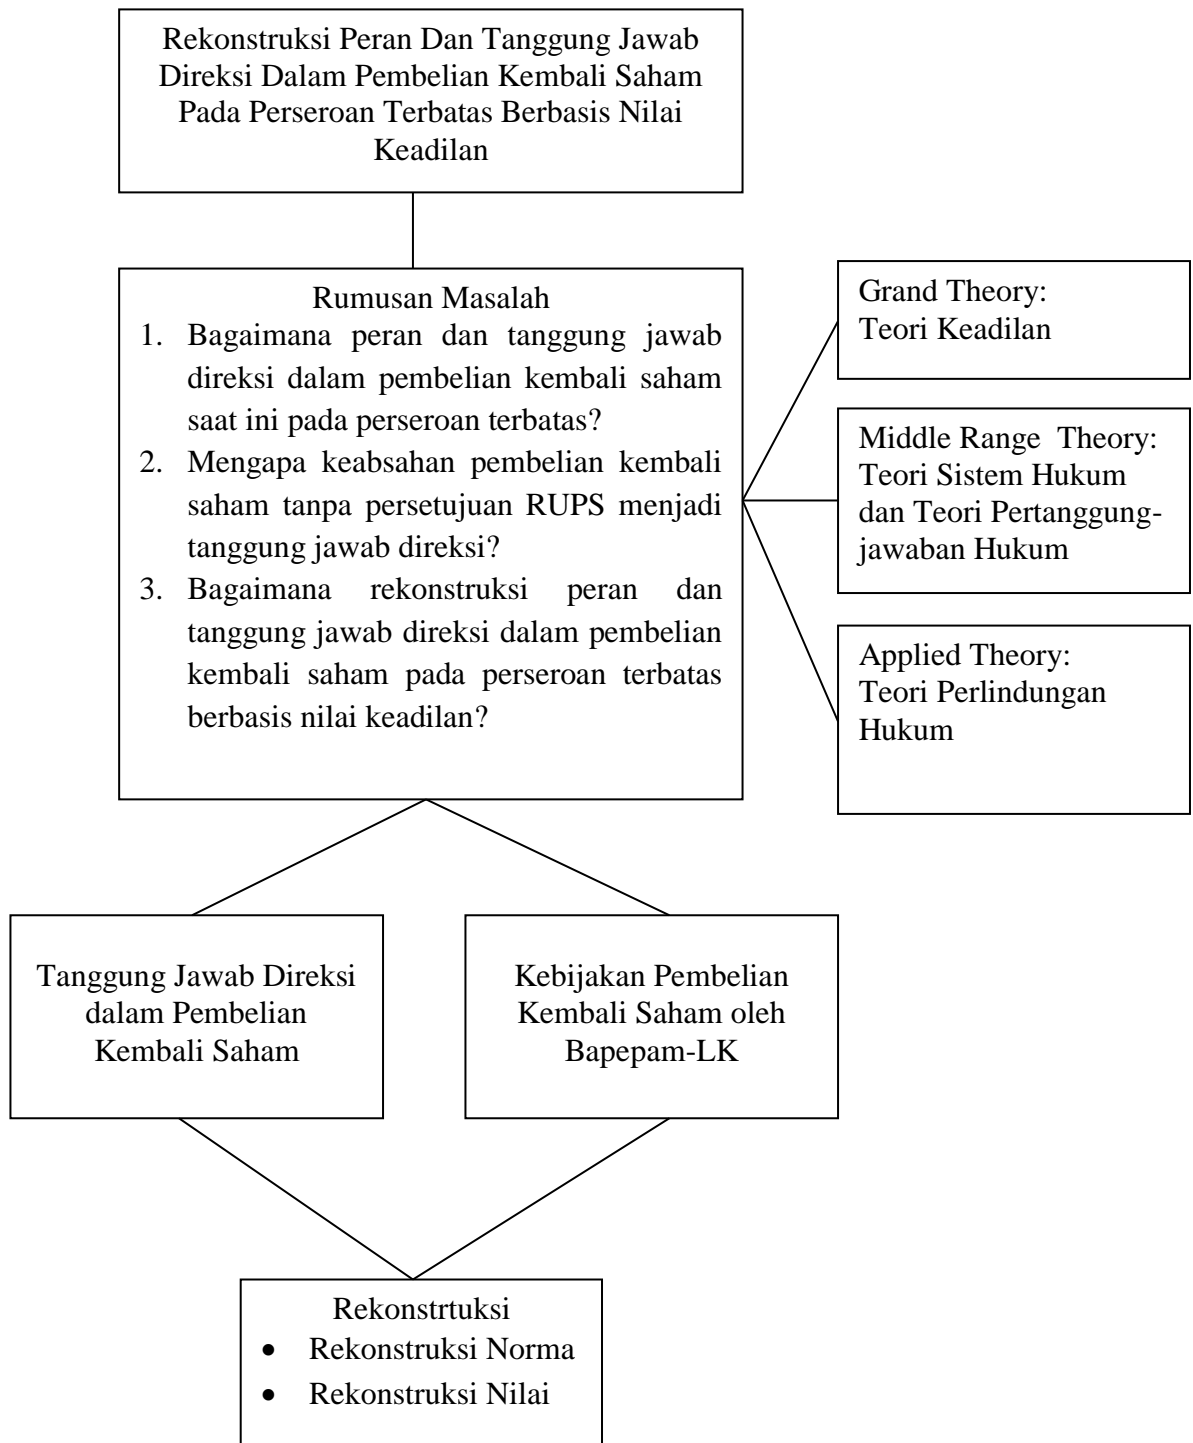 Rekonstruksi Peran Dan Tanggung Jawab
Direksi Dalam Pembelian Kembali Saham
Pada Perseroan Terbatas Berbasis Nilai
Keadilan
Rumusan Masalah
1. Bagaimana peran dan tanggung jawab
direksi dalam pembelian kembali saham
saat ini pada perseroan terbatas?
2. Mengapa keabsahan pembelian kembali
saham tanpa persetujuan RUPS menjadi
tanggung jawab direksi?
3. Bagaimana rekonstruksi peran dan
tanggung jawab direksi dalam pembelian
kembali saham pada perseroan terbatas
berbasis nilai keadilan?
Grand Theory:
Teori Keadilan
Middle Range Theory:
Teori Sistem Hukum
dan Teori Pertanggung-
jawaban Hukum
Applied Theory:
Teori Perlindungan
Hukum
Tanggung Jawab Direksi
dalam Pembelian
Kembali Saham
Kebijakan Pembelian
Kembali Saham oleh
Bapepam-LK
Rekonstrtuksi
• Rekonstruksi Norma
• Rekonstruksi Nilai